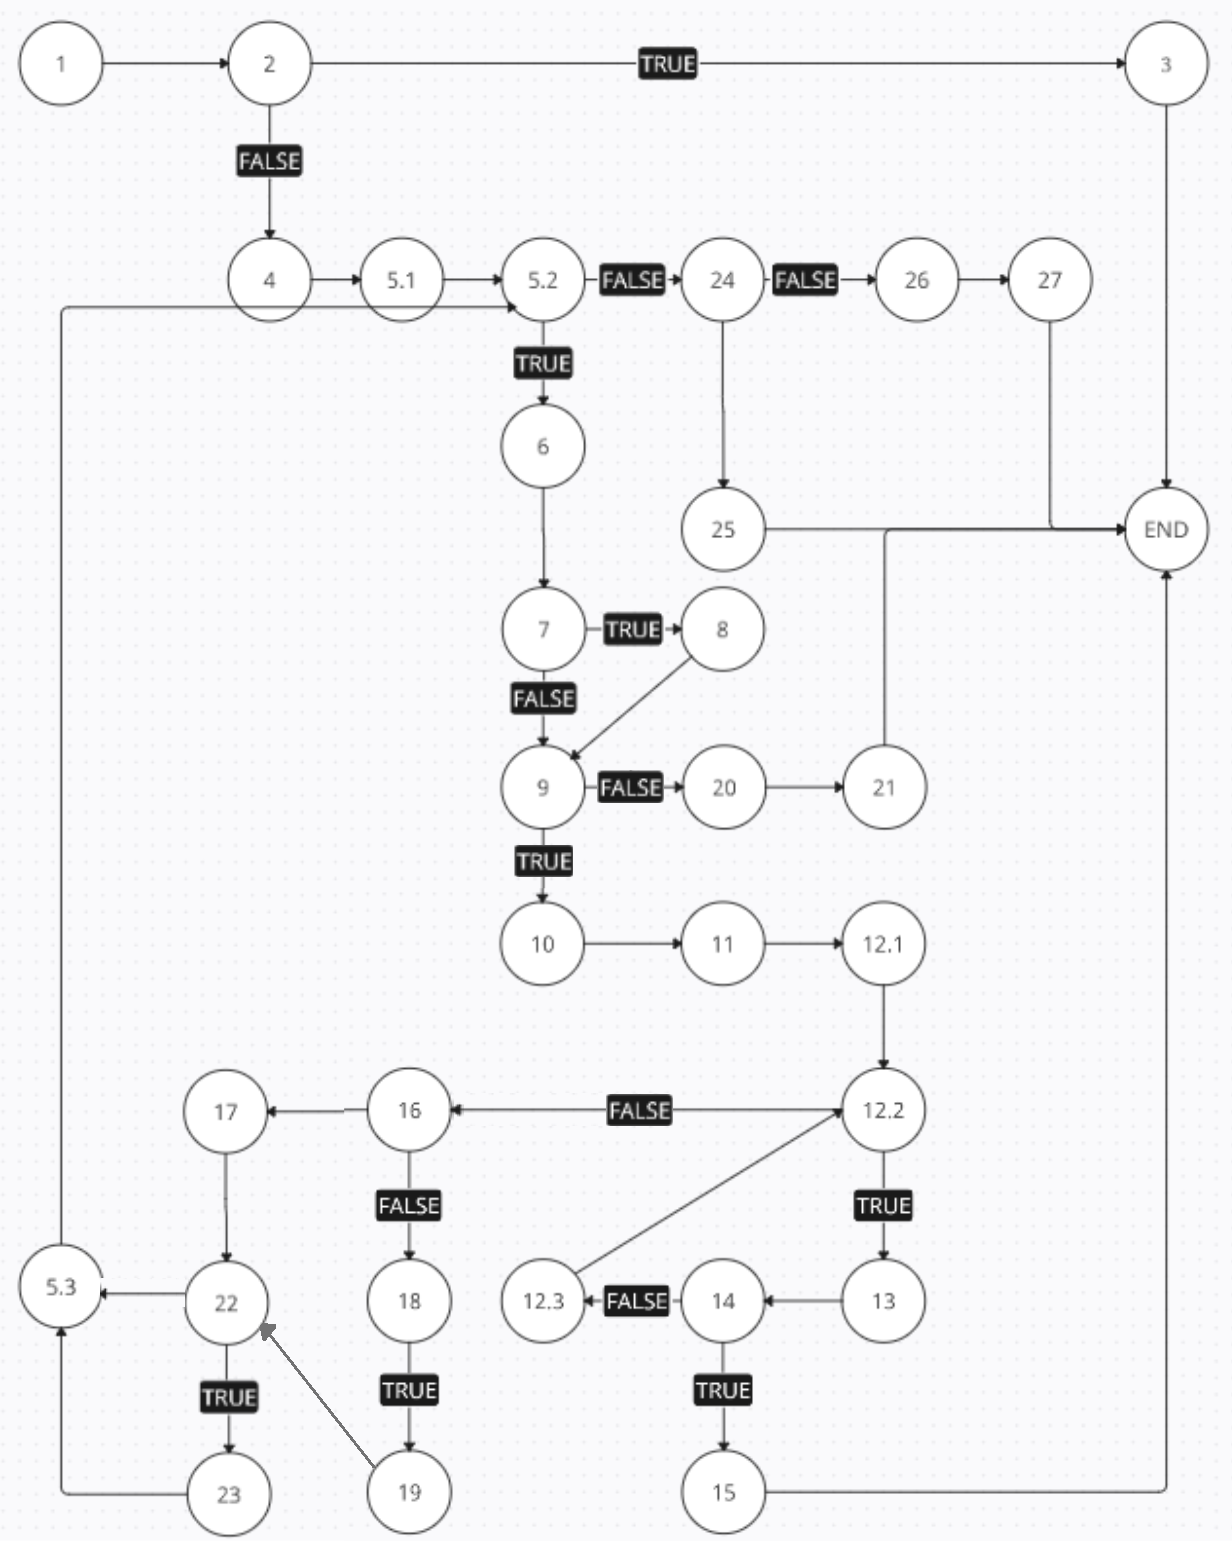 1 2 TRUE 3
FALSE
4 5.1 5.2 FALSE 24 FALSE 26 27
TRUE
6
25 END
7 TRUE 8
FALSE
9 FALSE 20 21
TRUE
10 11 12.1
17 16 FALSE 12.2
FALSE TRUE
5.3 22 18 12.3 FALSE 14 13
TRUE TRUE TRUE
23 19 15